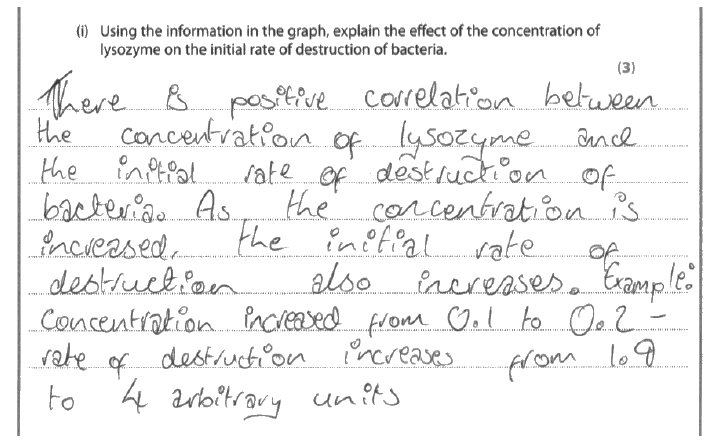 (i) Using the information in the graph, explain the effect of the concentration of
lysozyme on the initial rate of destruction of bacteria.
(3)
There is positive correlation between
the concentration of lysozyme and
the initial rate of destruction of
bacteria. As the concentration is
increased, the initial rate of
destruction also increases. Example:
Concentration increased from 0.1 to 0.2 -
rate of destruction increases from 1.9
to 4 arbitrary units